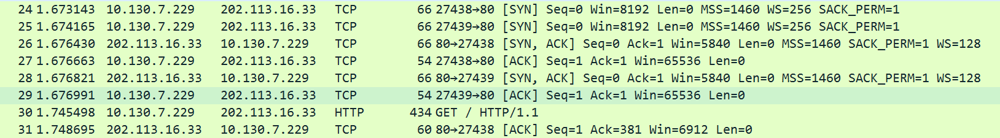 24 1.673143 10.130.7.229 202.113.16.33 TCP 66 27438→80 [SYN] Seq=0 Win=8192 Len=0 MSS=1460 WS=256 SACK_PERM=1
25 1.674165 10.130.7.229 202.113.16.33 TCP 66 27439→80 [SYN] Seq=0 Win=8192 Len=0 MSS=1460 WS=256 SACK_PERM=1
26 1.676430 202.113.16.33 10.130.7.229 TCP 66 80→27438 [SYN, ACK] Seq=0 Ack=1 Win=5840 Len=0 MSS=1460 SACK_PERM=1 WS=128
27 1.676663 10.130.7.229 202.113.16.33 TCP 54 27438→80 [ACK] Seq=1 Ack=1 Win=65536 Len=0
28 1.676821 202.113.16.33 10.130.7.229 TCP 66 80→27439 [SYN, ACK] Seq=0 Ack=1 Win=5840 Len=0 MSS=1460 SACK_PERM=1 WS=128
29 1.676991 10.130.7.229 202.113.16.33 TCP 54 27439→80 [ACK] Seq=1 Ack=1 Win=65536 Len=0
30 1.745498 10.130.7.229 202.113.16.33 HTTP 434 GET / HTTP/1.1
31 1.748695 202.113.16.33 10.130.7.229 TCP 60 80→27438 [ACK] Seq=1 Ack=381 Win=6912 Len=0